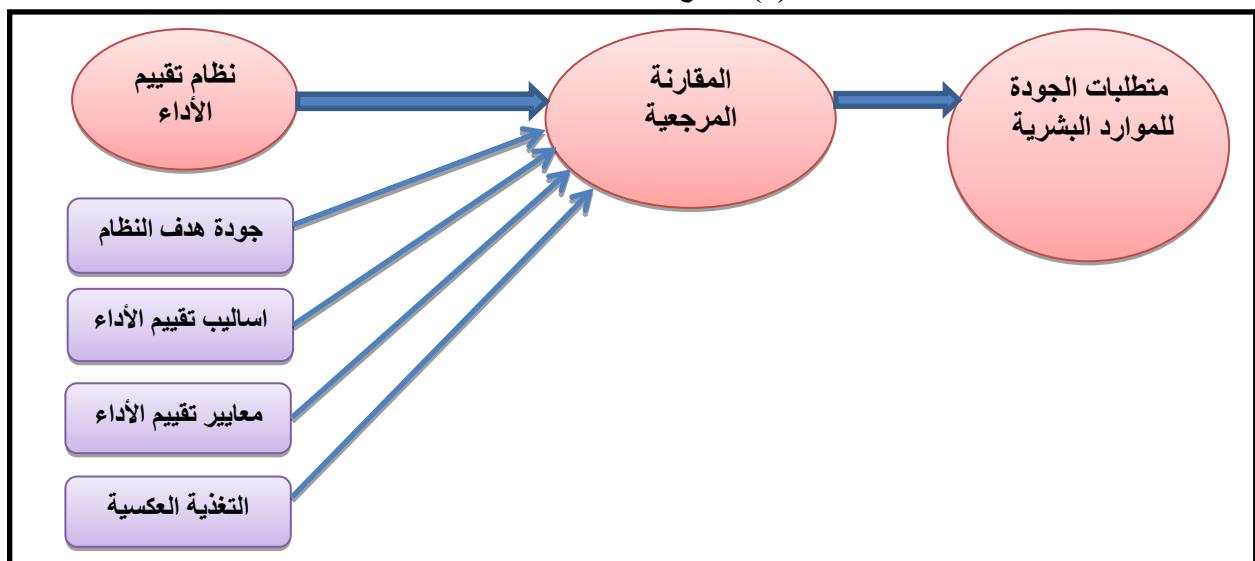 نظام تقييم
الأداء
المقارنة
المرجعية
متطلبات الجودة
للموارد البشرية
جودة هدف النظام
اساليب تقييم الأداء
معايير تقييم الأداء
التغذية العكسية